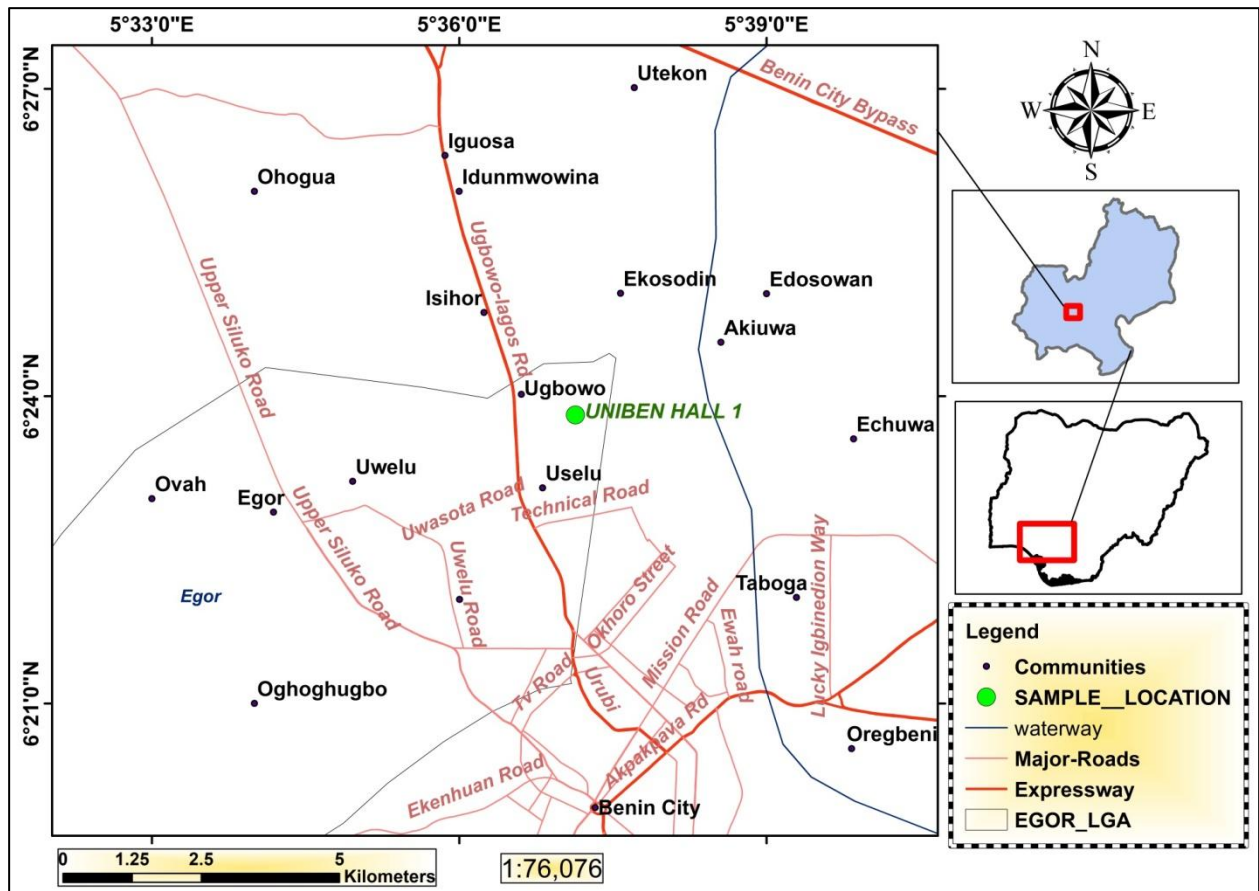 5°33'0"E
5°36'0"E
5°39'0"E
6°27'0"N
6°24'0"N
6°21'0"N
Utekon
Benin City Bypass
Iguosa
Idunmwowina
Ohogua
Upper Siluko Road
Ugbowo-lagos Rd
Ekosodin
Edosowan
Isihor
Akiuwa
Ugbowo
UNIBEN HALL 1
Echuwa
Uwelu
Uselu
Ovah
Egor
Uwasota Road
Technical Road
Upper Siluko Road
Uwelu Road
Okhoro Street
Mission Road
Taboga
Ewah road
Lucky Igbinedion Way
Egor
Oghoghugbo
Tv Road
Urubi
Akpakpava Rd
Oregbeni
Ekenhuan Road
Benin City
N
W
E
S
Legend
Communities
SAMPLE__LOCATION
waterway
Major-Roads
Expressway
EGOR_LGA
0 1.25 2.5 5
Kilometers
1:76,076